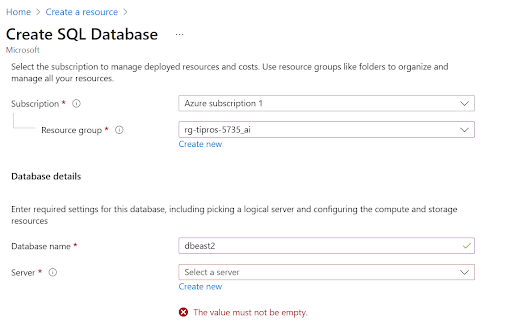 Home > Create a resource >
Create SQL Database ...
Microsoft
Select the subscription to manage deployed resources and costs. Use resource groups like folders to organize and
manage all your resources.
Subscription * Azure subscription 1
Resource group * rg-tipros-5735_ai
Create new
Database details
Enter required settings for this database, including picking a logical server and configuring the compute and storage
resources
Database name * dbeast2
Server * Select a server
Create new
The value must not be empty.